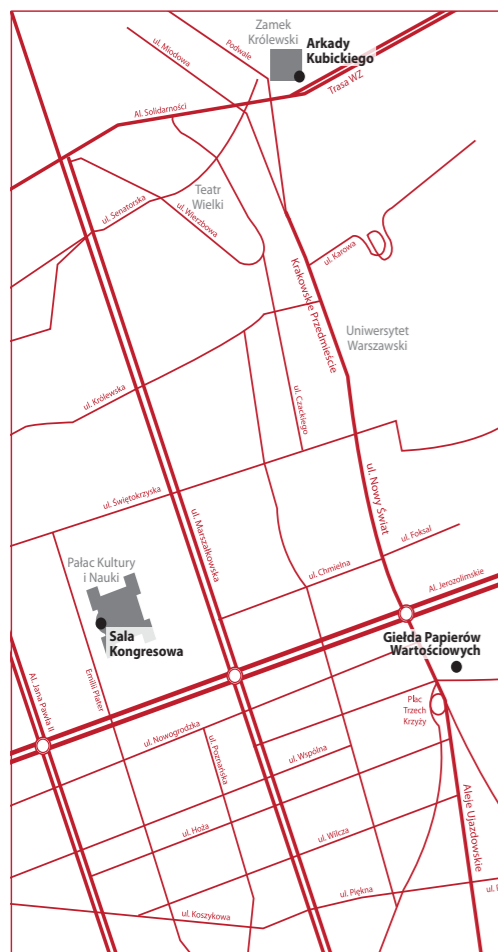 Zamek
Królewski
Arkady
Kubickiego
Podwale
ul. Miodowa
Trasa WZ
Al. Solidarności
Teatr
Wielki
ul. Senatorska
ul. Wierzbowa
ul. Karowa
Krakowskie Przedmieście
Uniwersytet
Warszawski
ul. Królewska
ul. Czackiego
ul. Świętokrzyska
ul. Marszałkowska
ul. Nowy Świat
ul. Foksal
Pałac Kultury
i Nauki
ul. Chmielna
Al. Jerozolimskie
Sala
Kongresowa
Giełda Papierów
Wartościowych
Al. Jana Pawła II
Emilii Plater
Plac
Trzech
Krzyży
ul. Nowogrodzka
ul. Poznańska
ul. Wspólna
Aleje Ujazdowskie
ul. Hoża
ul. Wilcza
ul. Piękna
ul. Koszykowa
ul.